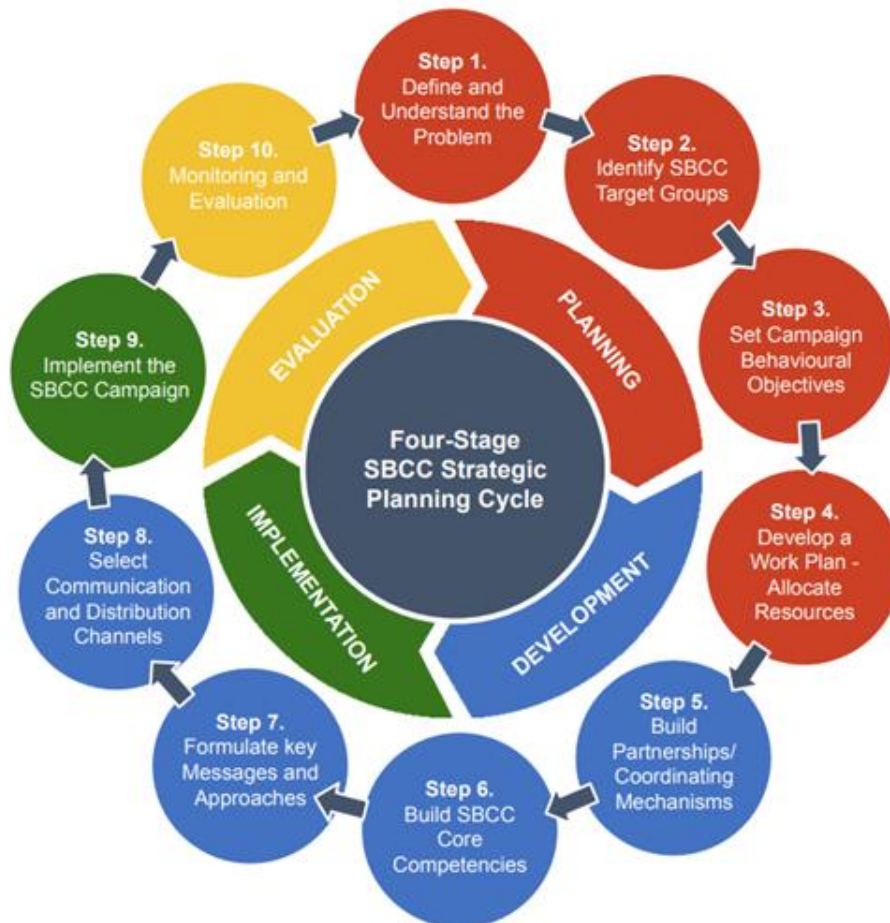 Step 1.
Define and
Understand the
Problem
Step 2.
Identify SBCC
Target Groups
Step 3.
Set Campaign
Behavioural
Objectives
Step 4.
Develop a
Work Plan -
Allocate
Resources
Step 5.
Build
Partnerships/
Coordinating
Mechanisms
Step 6.
Build SBCC
Core
Competencies
Step 7.
Formulate key
Messages and
Approaches
Step 8.
Select
Communication
and Distribution
Channels
Step 9.
Implement the
SBCC Campaign
Step 10.
Monitoring and
Evaluation
PLANNING
DEVELOPMENT
IMPLEMENTATION
EVALUATION
Four-Stage
SBCC Strategic
Planning Cycle